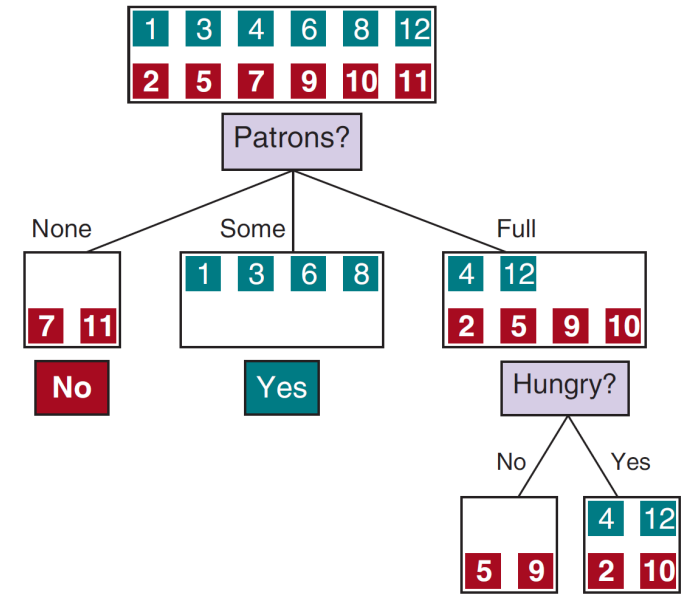 1 3 4 6 8 12
2 5 7 9 10 11
Patrons?
None Some Full
1 3 6 8 4 12
7 11 2 5 9 10
No Yes Hungry?
No Yes
4 12
5 9 2 10